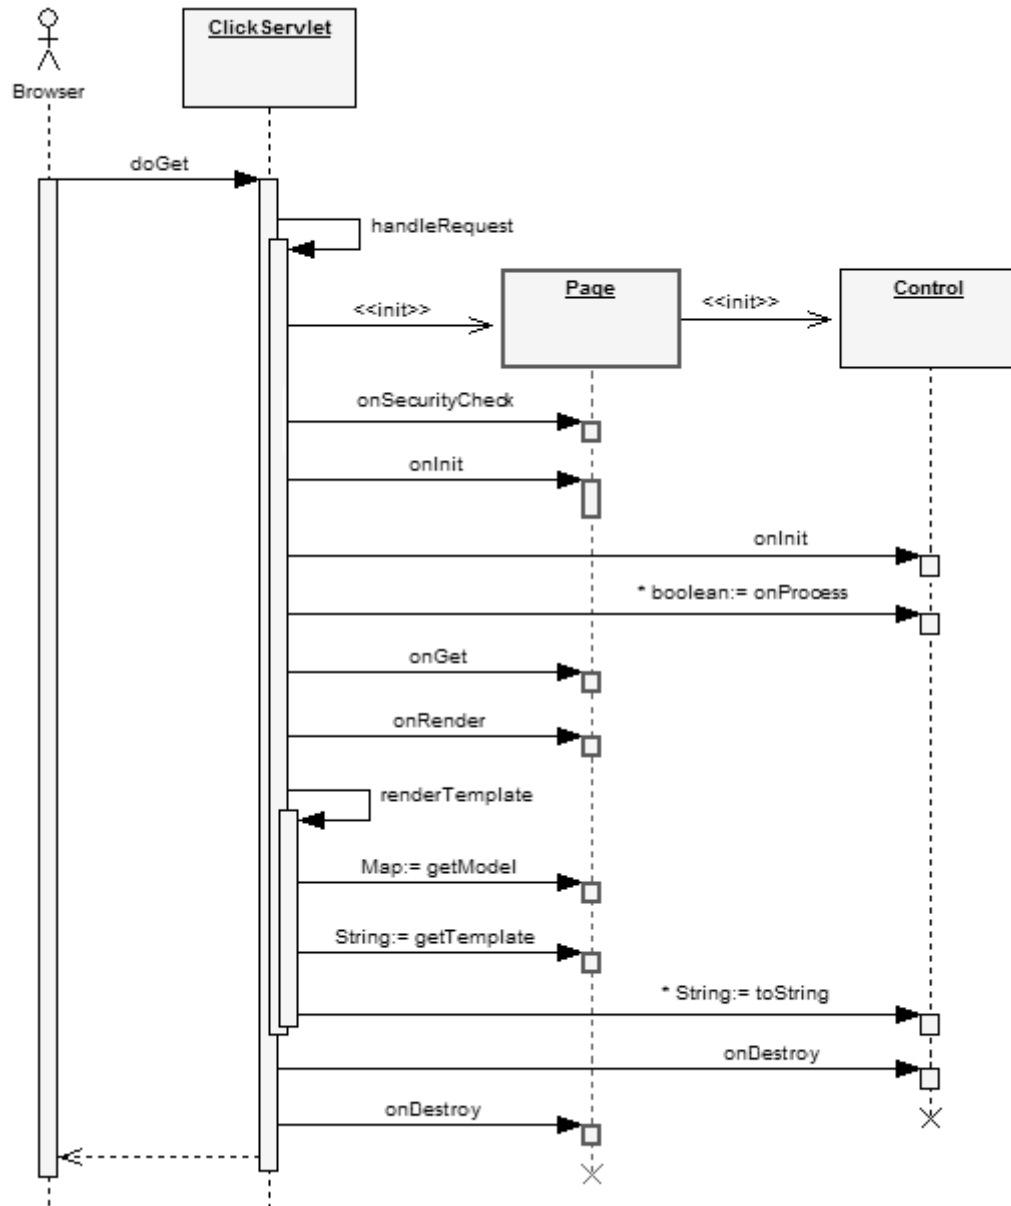 ClickServlet
Browser
doGet
handleRequest
Page
Control
<<init>>
<<init>>
onSecurityCheck
onInit
onInit
* boolean:= onProcess
onGet
onRender
renderTemplate
Map:= getModel
String:= getTemplate
* String:= toString
onDestroy
onDestroy